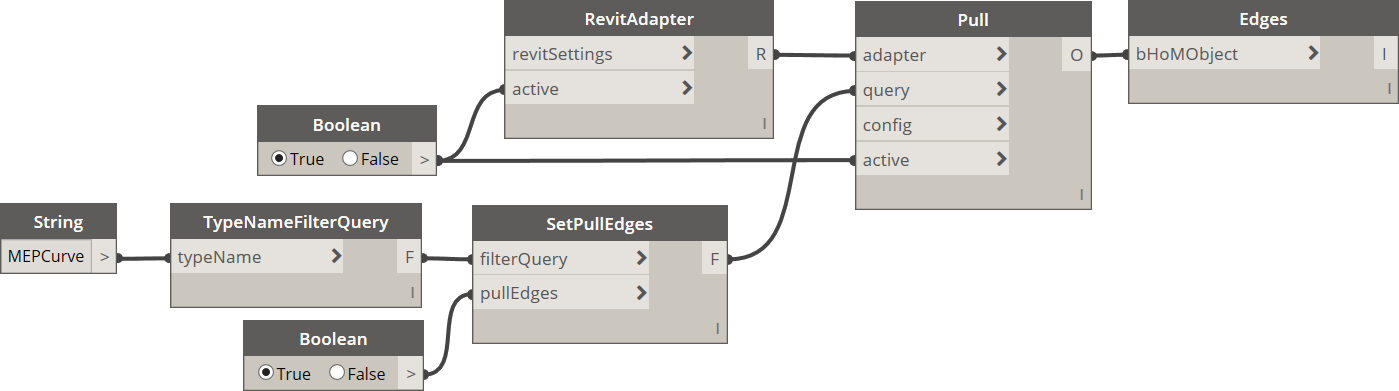 RevitAdapter
revitSettings > R
active >
I
Pull
adapter > O
query >
config >
active >
I
Edges
bHoMObject > I
I
Boolean
True False >
String
MEPCurve >
TypeNameFilterQuery
typeName > F
I
SetPullEdges
filterQuery > F
pullEdges >
I
Boolean
True False >